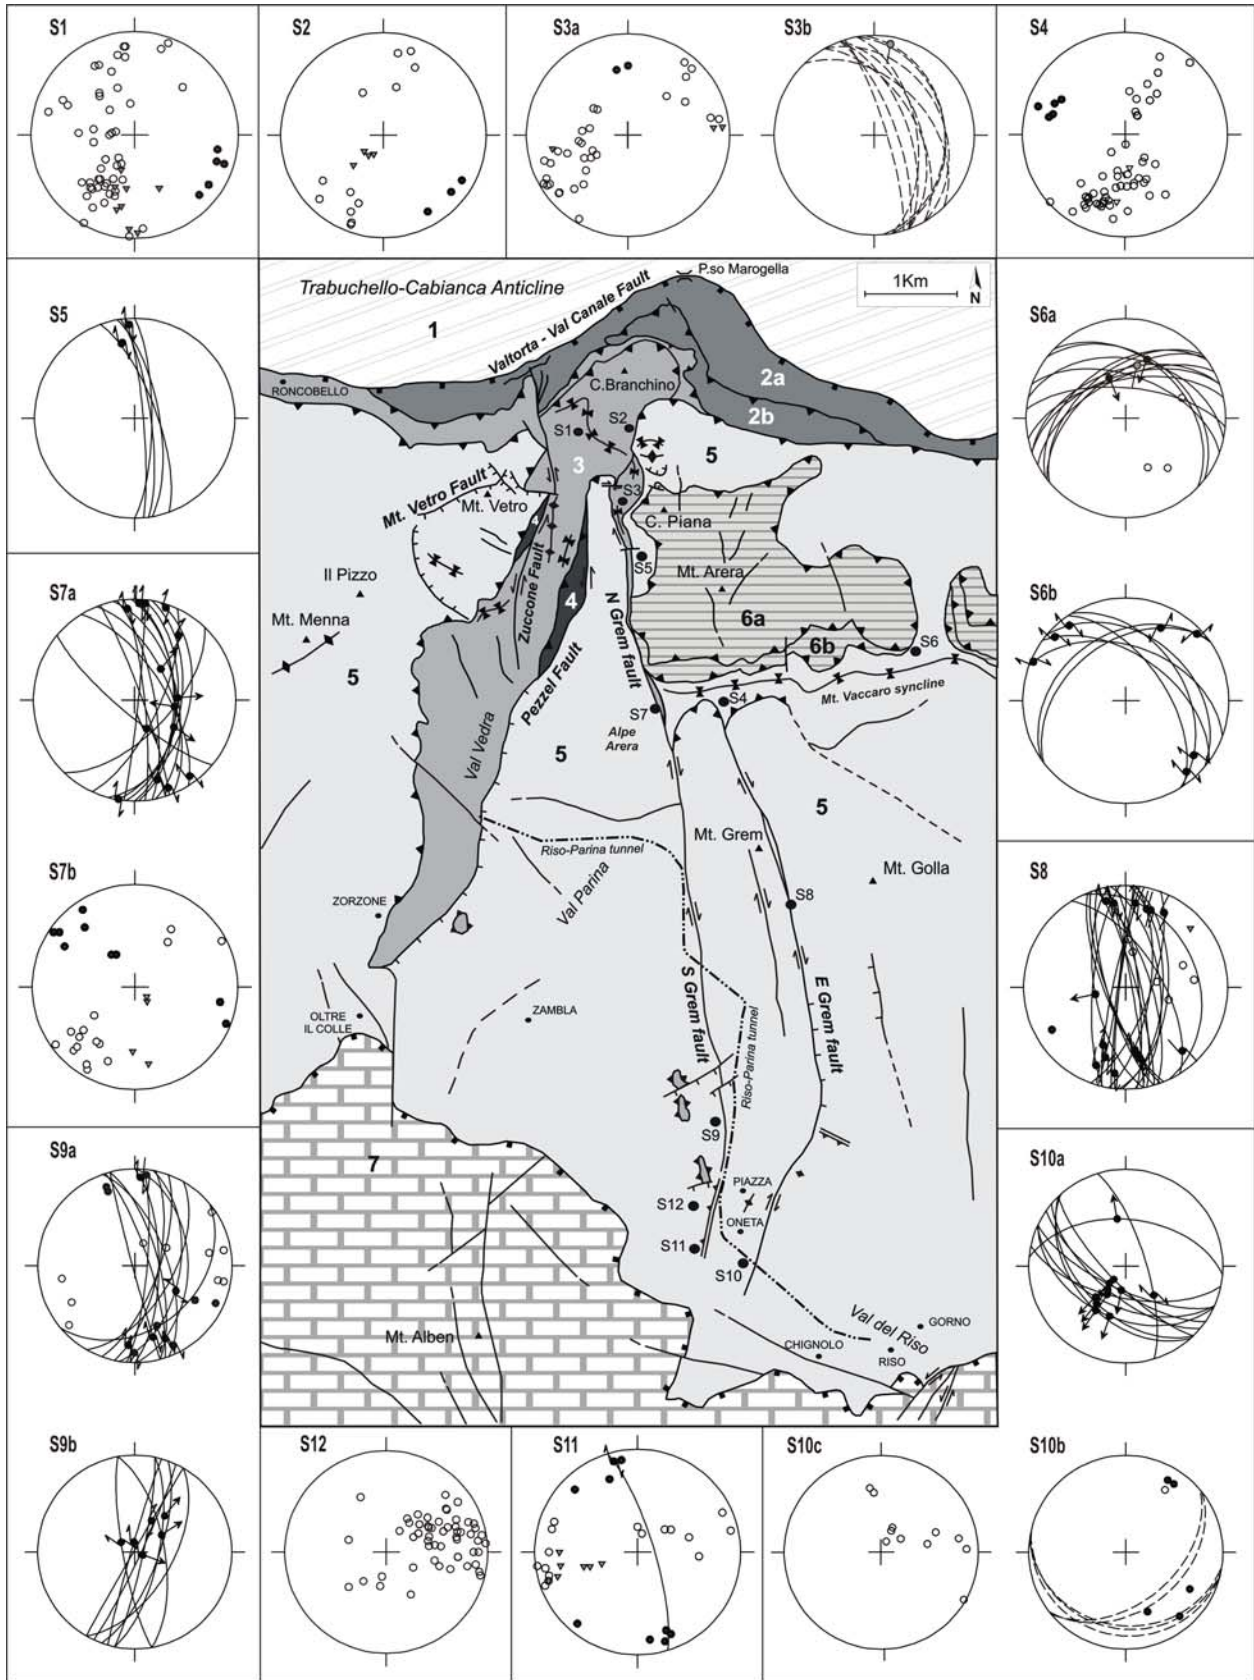 S1
S2
S3a
S3b
S4
S5
S6a
S7a
S6b
S7b
S8
S9a
S10a
S9b
S12
S11
S10c
S10b
P.so Marogella
1Km
N
Trabuchello-Cabianca Anticline
1
Valtorta - Val Canale Fault
RONCOBELLO
C.Branchino
2a
2b
S1
S2
3
5
Mt. Vetro Fault
Mt. Vetro
S3
C. Piana
4
S5
Il Pizzo
Mt. Arera
Zuccone Fault
4
N Grem fault
Mt. Menna
6a
6b
S6
5
Pezzel Fault
Mt. Vaccaro syncline
S4
S7
Alpe
Arera
Val Vedra
5
5
Mt. Grem
Riso-Parina tunnel
Val Parina
Mt. Golla
ZORZONE
S8
S Grem fault
E Grem fault
OLTRE
IL COLLE
ZAMBLA
Riso-Parina tunnel
S9
7
PIAZZA
S12
ONETA
S11
S10
Val del Riso
GORNO
Mt. Alben
CHIGNOLO
RISO